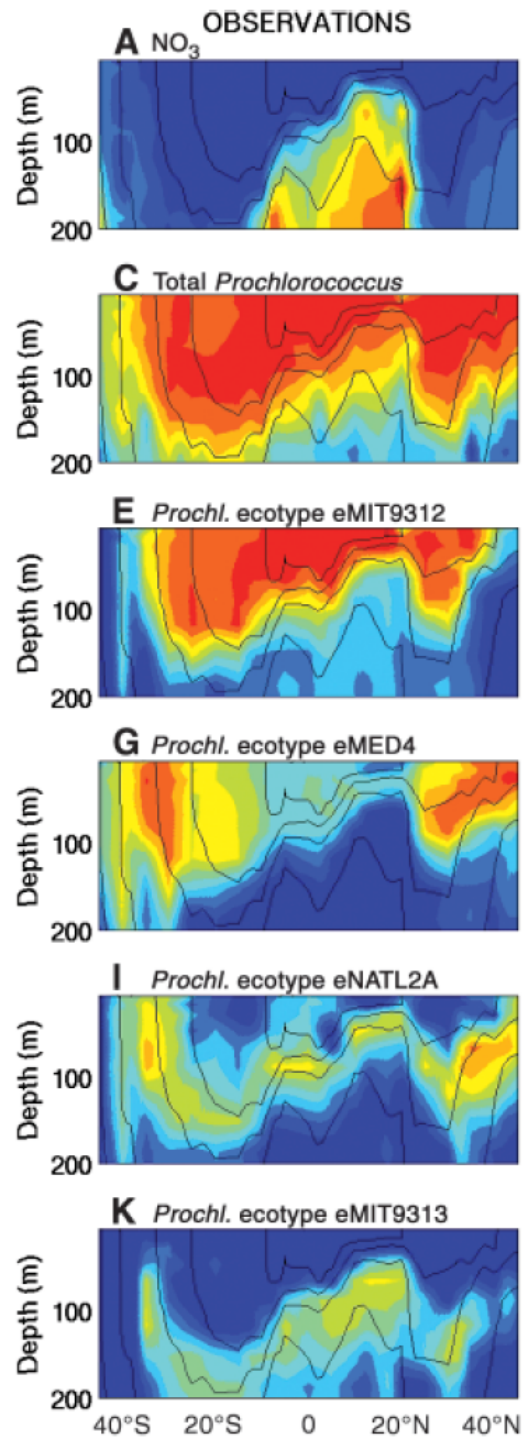 OBSERVATIONS
A NO₃
Depth (m)
100
200
C Total Prochlorococcus
Depth (m)
100
200
E Prochl. ecotype eMIT9312
Depth (m)
100
200
G Prochl. ecotype eMED4
Depth (m)
100
200
I Prochl. ecotype eNATL2A
Depth (m)
100
200
K Prochl. ecotype eMIT9313
Depth (m)
100
200
40°S 20°S 0 20°N 40°N